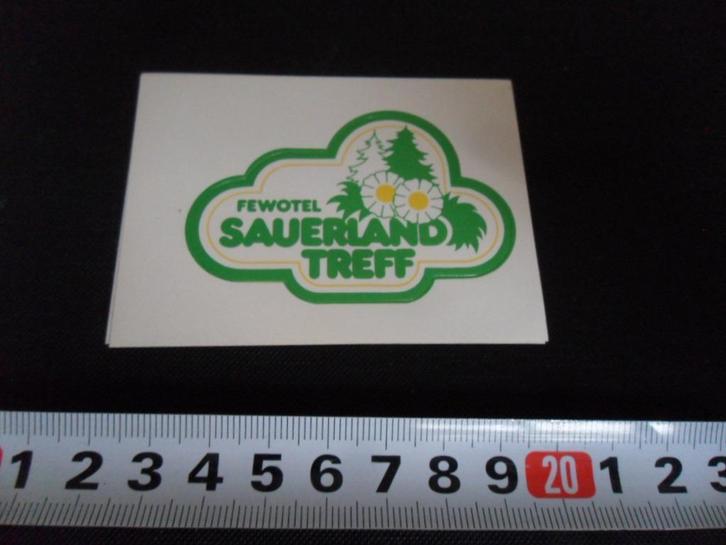 FEWOTEL
SAUERLAND
TREFF
1 2 3 4 5 6 7 8 9 20 1 2 3